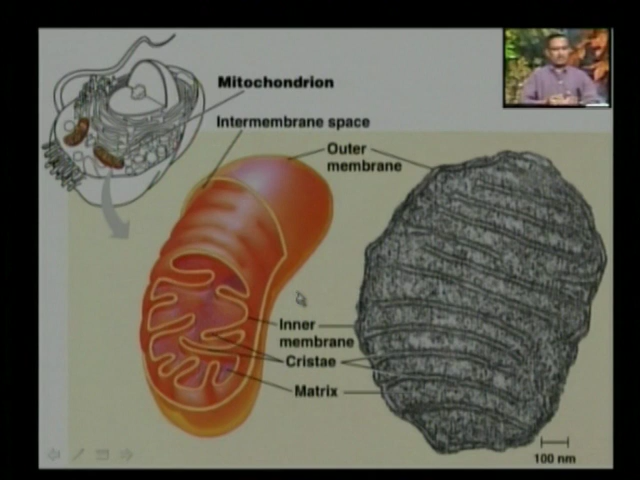 Mitochondrion
Intermembrane space
Outer
membrane
Inner
membrane
Cristae
Matrix
100 nm